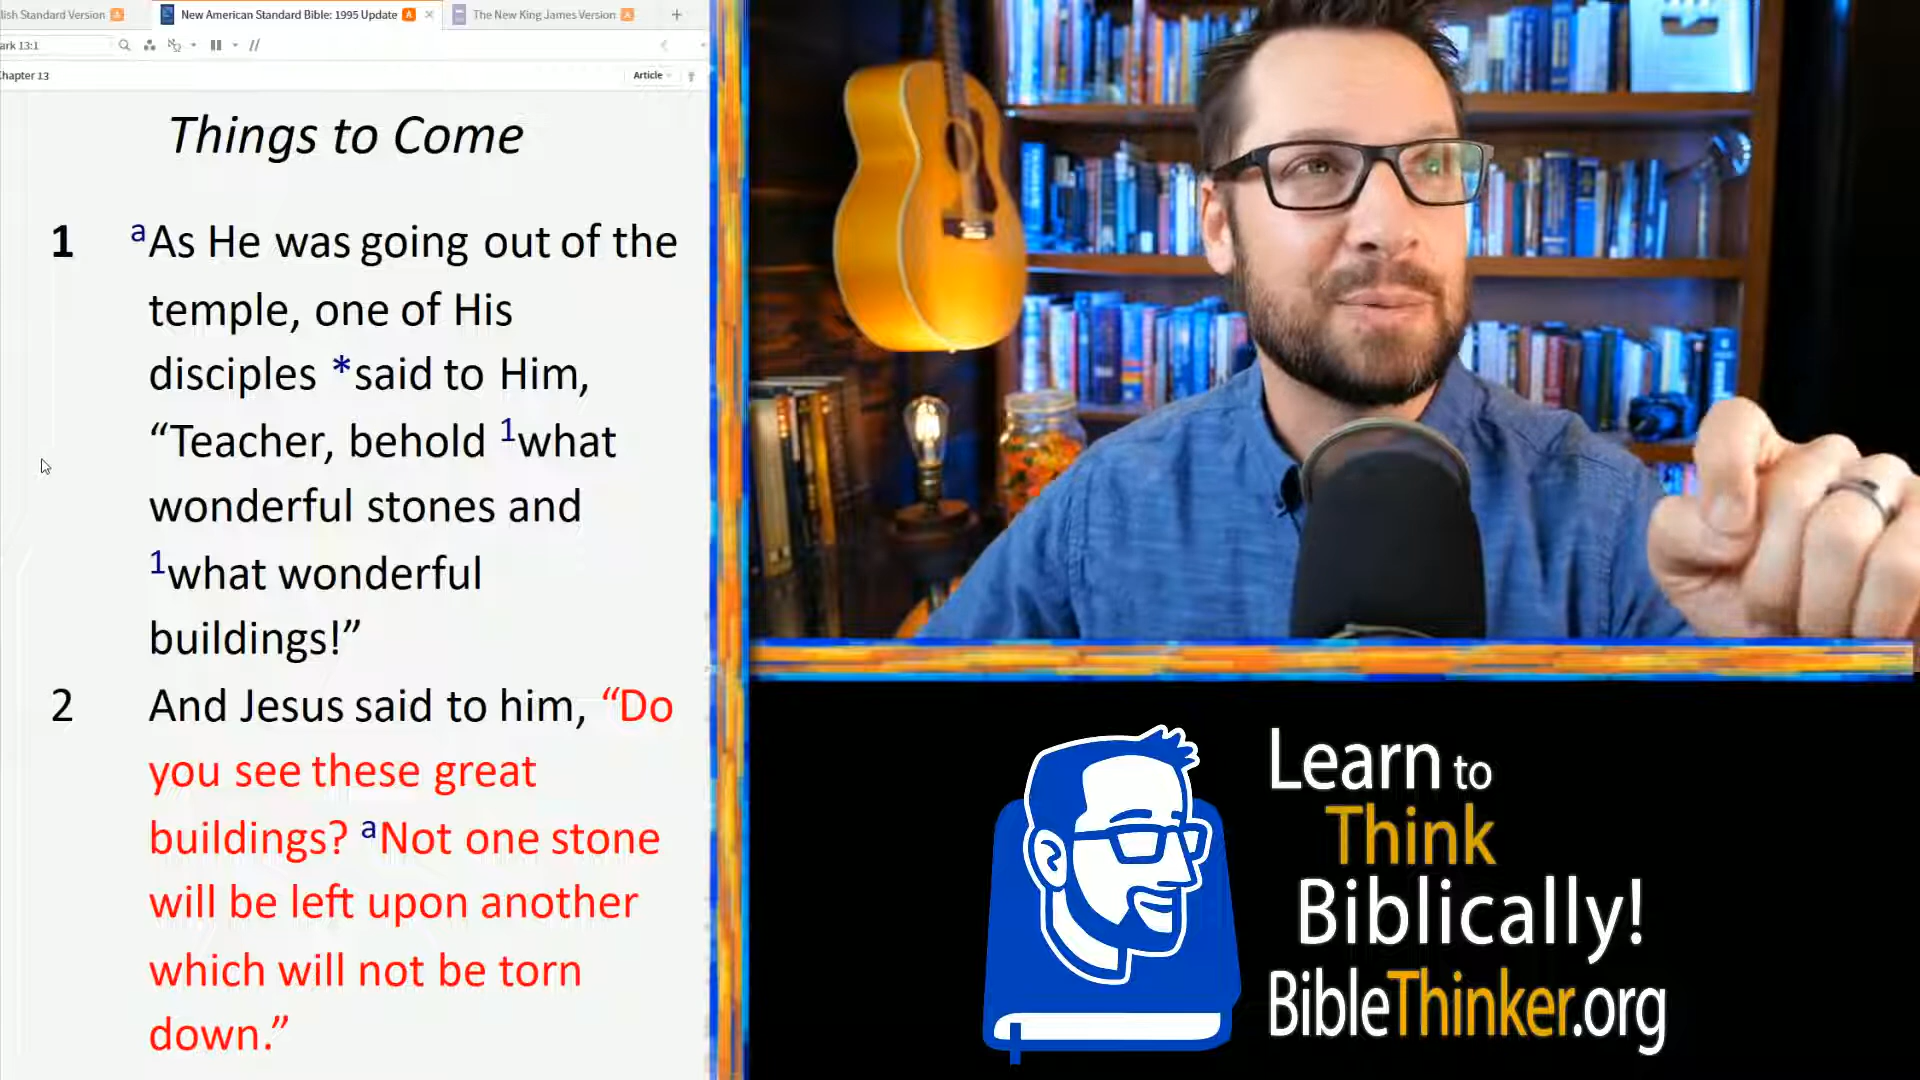 lish Standard Version A
New American Standard Bible: 1995 Update A
The New King James Version A
ark 13:1
hapter 13
Article
Things to Come
1 aAs He was going out of the
temple, one of His
disciples *said to Him,
“Teacher, behold 1what
wonderful stones and
1what wonderful
buildings!”
2 And Jesus said to him, “Do
you see these great
buildings? aNot one stone
will be left upon another
which will not be torn
down.”
Learn to
Think
Biblically!
BibleThinker.org